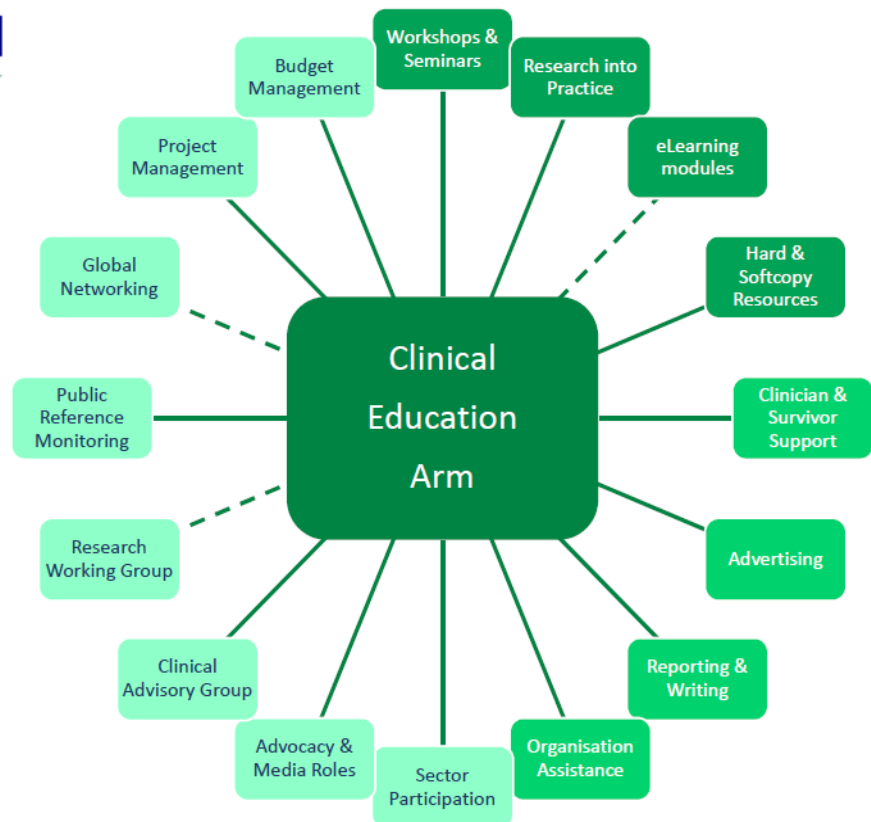 Workshops &
Seminars
Research into
Practice
eLearning
modules
Hard &
Softcopy
Resources
Clinician &
Survivor
Support
Advertising
Reporting &
Writing
Organisation
Assistance
Sector
Participation
Advocacy &
Media Roles
Clinical
Advisory Group
Research
Working Group
Public
Reference
Monitoring
Global
Networking
Project
Management
Budget
Management
Clinical
Education
Arm